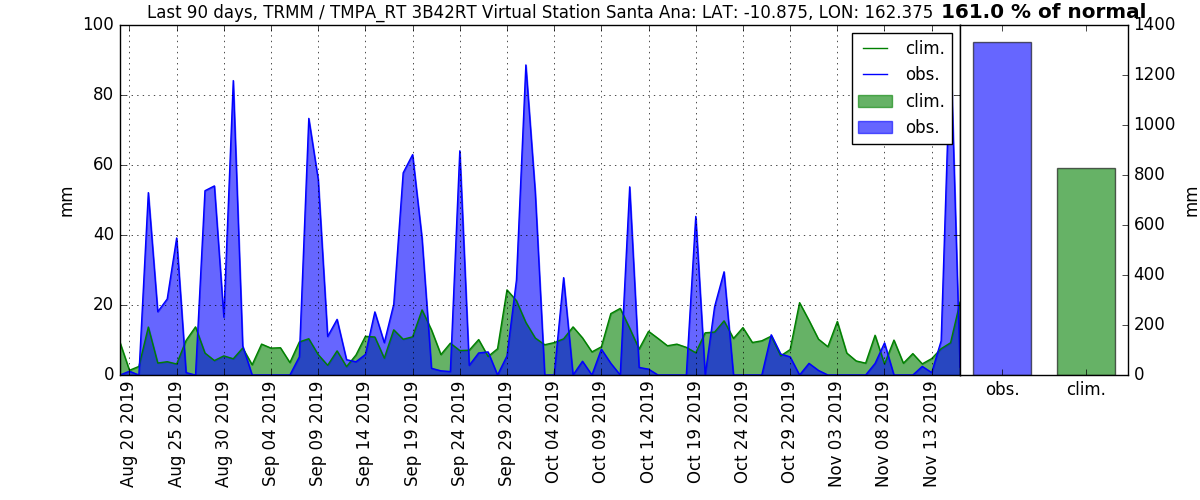 Last 90 days, TRMM / TMPA_RT 3B42RT Virtual Station Santa Ana: LAT: -10.875, LON: 162.375 161.0 % of normal
100
80
60
40
20
0
mm
clim.
obs.
clim.
obs.
1400
1200
1000
800
600
400
200
0
mm
obs.
clim.
Aug 20 2019
Aug 25 2019
Aug 30 2019
Sep 04 2019
Sep 09 2019
Sep 14 2019
Sep 19 2019
Sep 24 2019
Sep 29 2019
Oct 04 2019
Oct 09 2019
Oct 14 2019
Oct 19 2019
Oct 24 2019
Oct 29 2019
Nov 03 2019
Nov 08 2019
Nov 13 2019